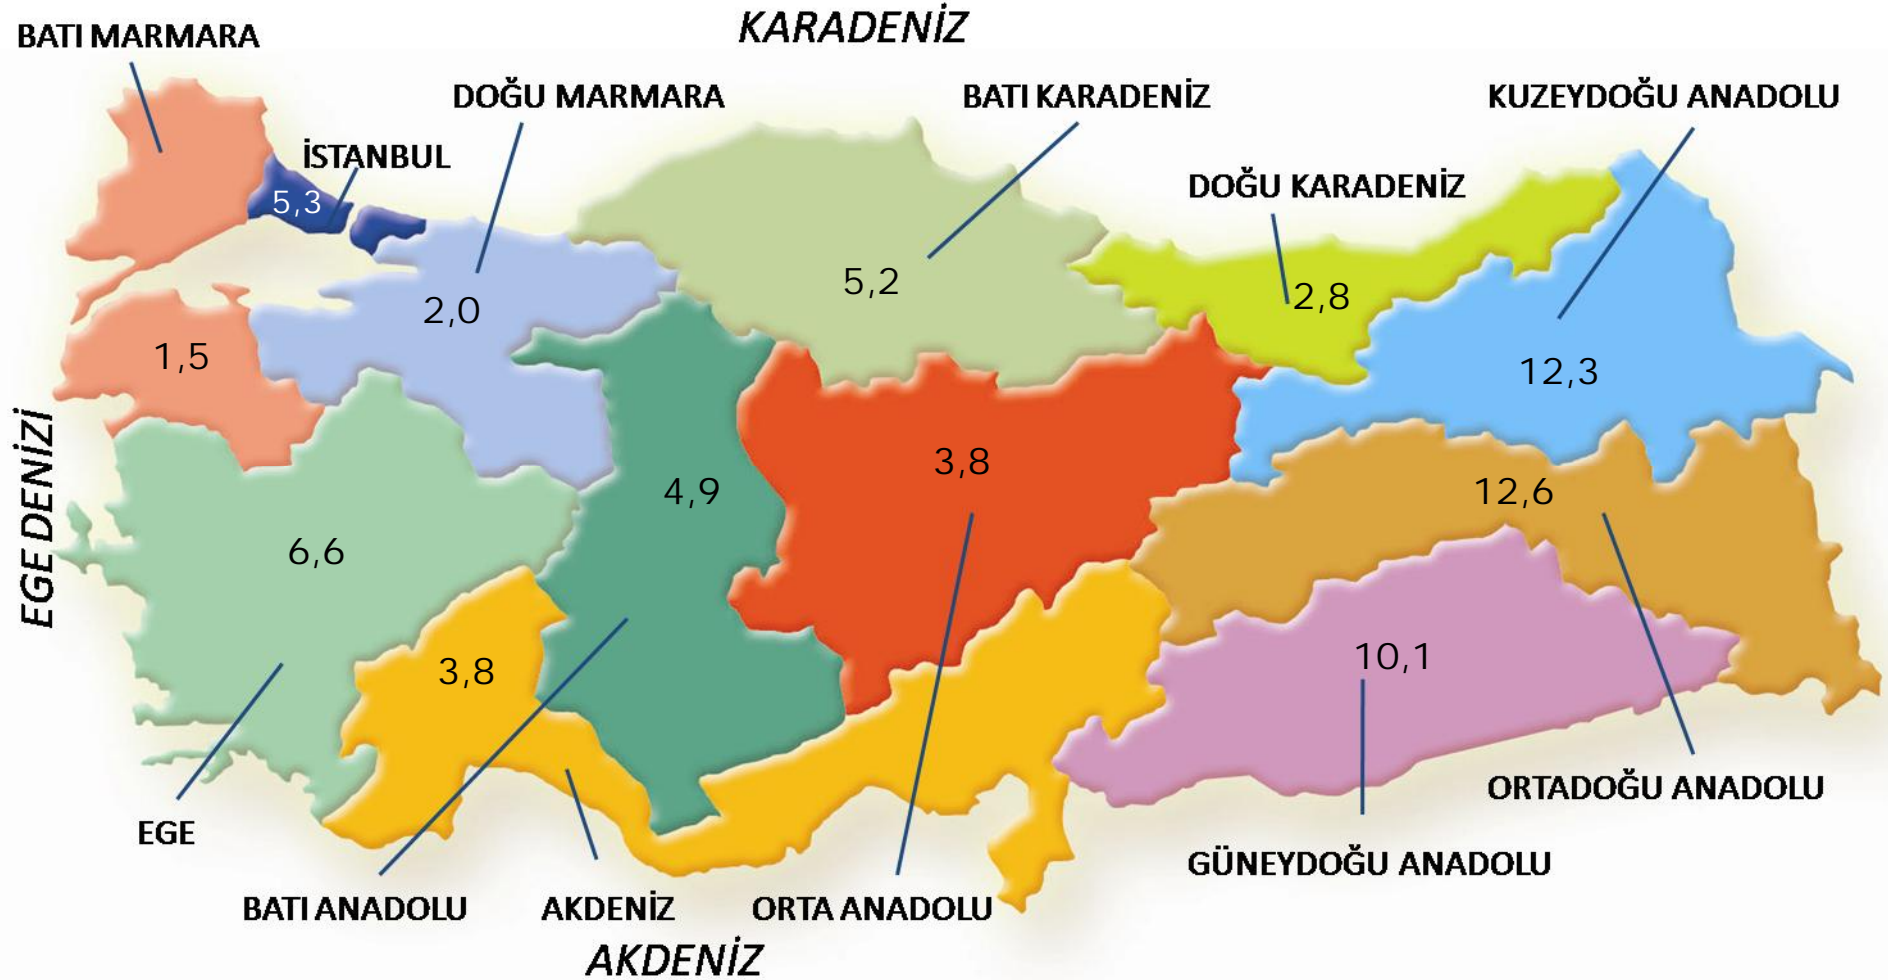 KARADENİZ
BATI MARMARA
DOĞU MARMARA
BATI KARADENİZ
KUZEYDOĞU ANADOLU
İSTANBUL
DOĞU KARADENİZ
5,3
5,2
2,8
2,0
1,5
12,3
EGE DENİZİ
3,8
4,9
12,6
6,6
10,1
3,8
ORTADOĞU ANADOLU
EGE
GÜNEYDOĞU ANADOLU
BATI ANADOLU
AKDENİZ
ORTA ANADOLU
AKDENİZ